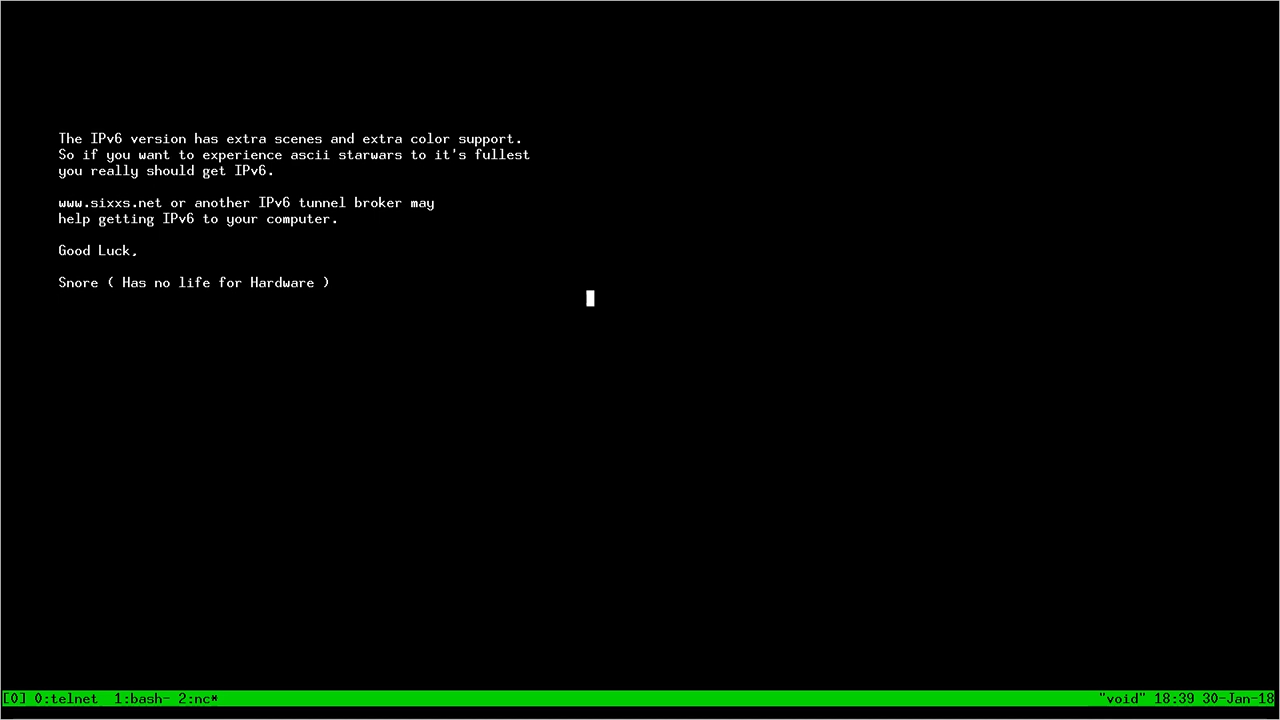 The IPv6 version has extra scenes and extra color support.
So if you want to experience ascii starwars to it's fullest
you really should get IPv6.
www.sixxs.net or another IPv6 tunnel broker may
help getting IPv6 to your computer.
Good Luck,
Snore ( Has no life for Hardware )
[0] 0:telnet  1:bash- 2:nc* "void" 18:39 30-Jan-18